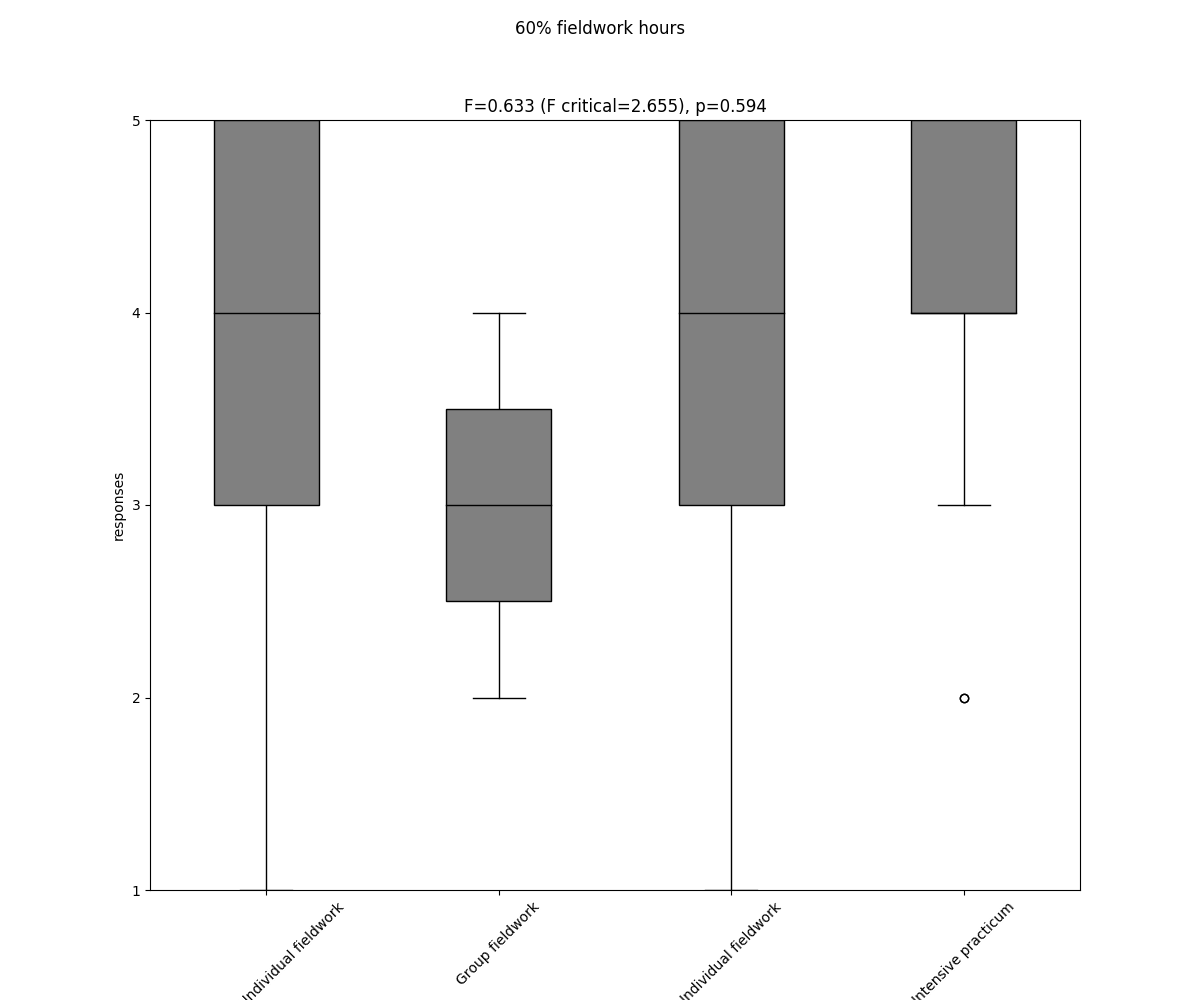 60% fieldwork hours
F=0.633 (F critical=2.655), p=0.594
5
4
3
2
1
responses
Individual fieldwork
Group fieldwork
Individual fieldwork
Intensive practicum